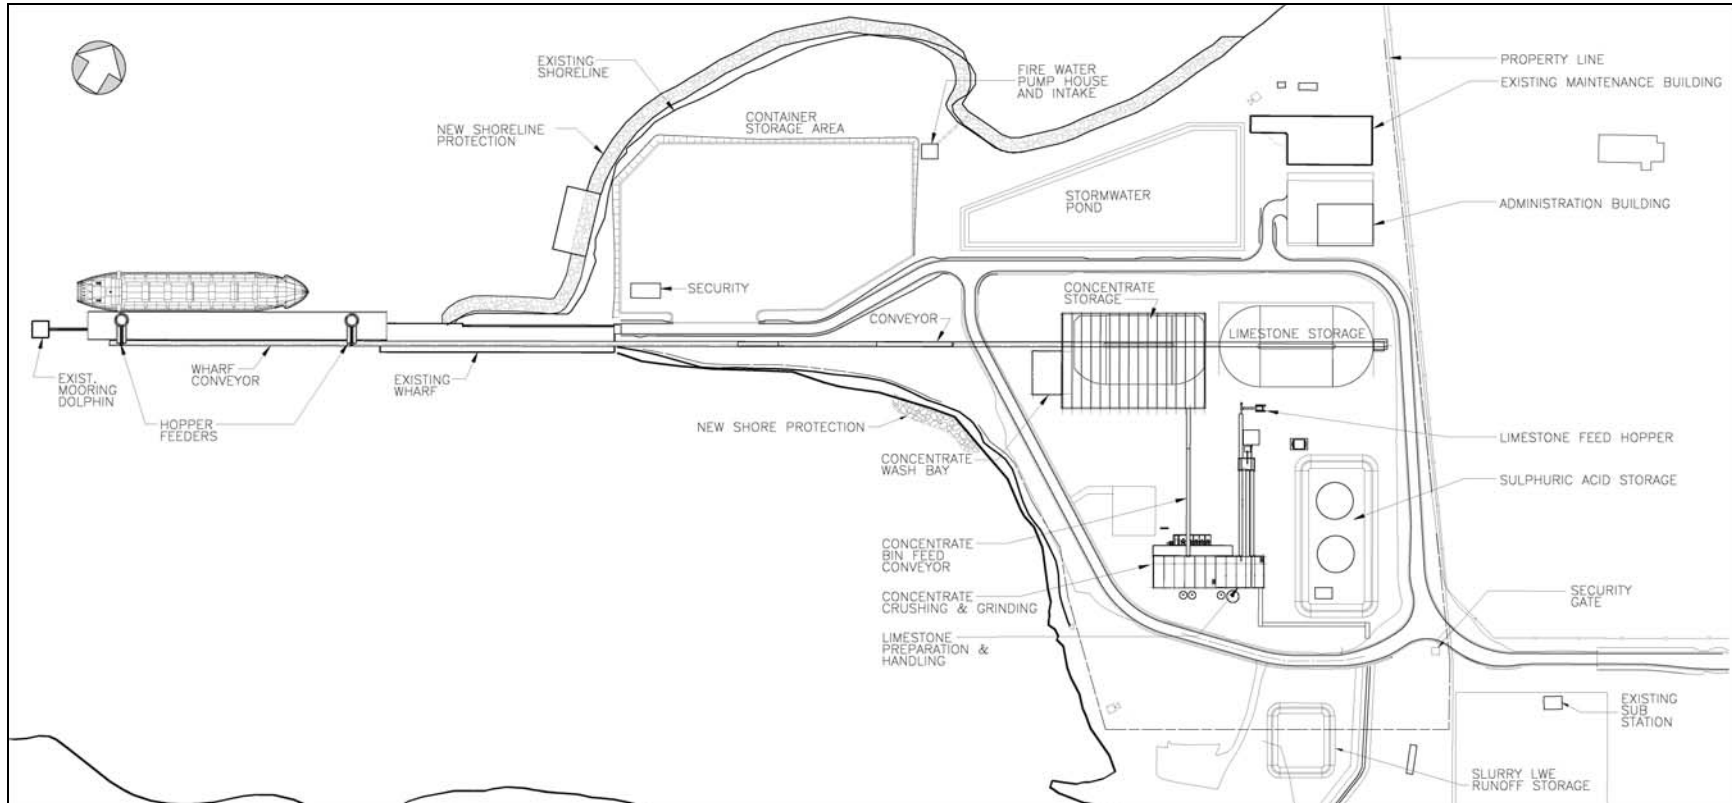 EXISTING
SHORELINE
NEW SHORELINE
PROTECTION
CONTAINER
STORAGE AREA
FIRE WATER
PUMP HOUSE
AND INTAKE
PROPERTY LINE
EXISTING MAINTENANCE BUILDING
STORMWATER
POND
ADMINISTRATION BUILDING
SECURITY
CONCENTRATE
STORAGE
CONVEYOR
LIMESTONE STORAGE
EXIST.
MOORING
DOLPHIN
WHARF
CONVEYOR
EXISTING
WHARF
HOPPER
FEEDERS
NEW SHORE PROTECTION
CONCENTRATE
WASH BAY
LIMESTONE FEED HOPPER
SULPHURIC ACID STORAGE
CONCENTRATE
BIN FEED
CONVEYOR
CONCENTRATE
CRUSHING & GRINDING
LIMESTONE
PREPARATION &
HANDLING
SECURITY
GATE
EXISTING
SUB
STATION
SLURRY LWE
RUNOFF STORAGE